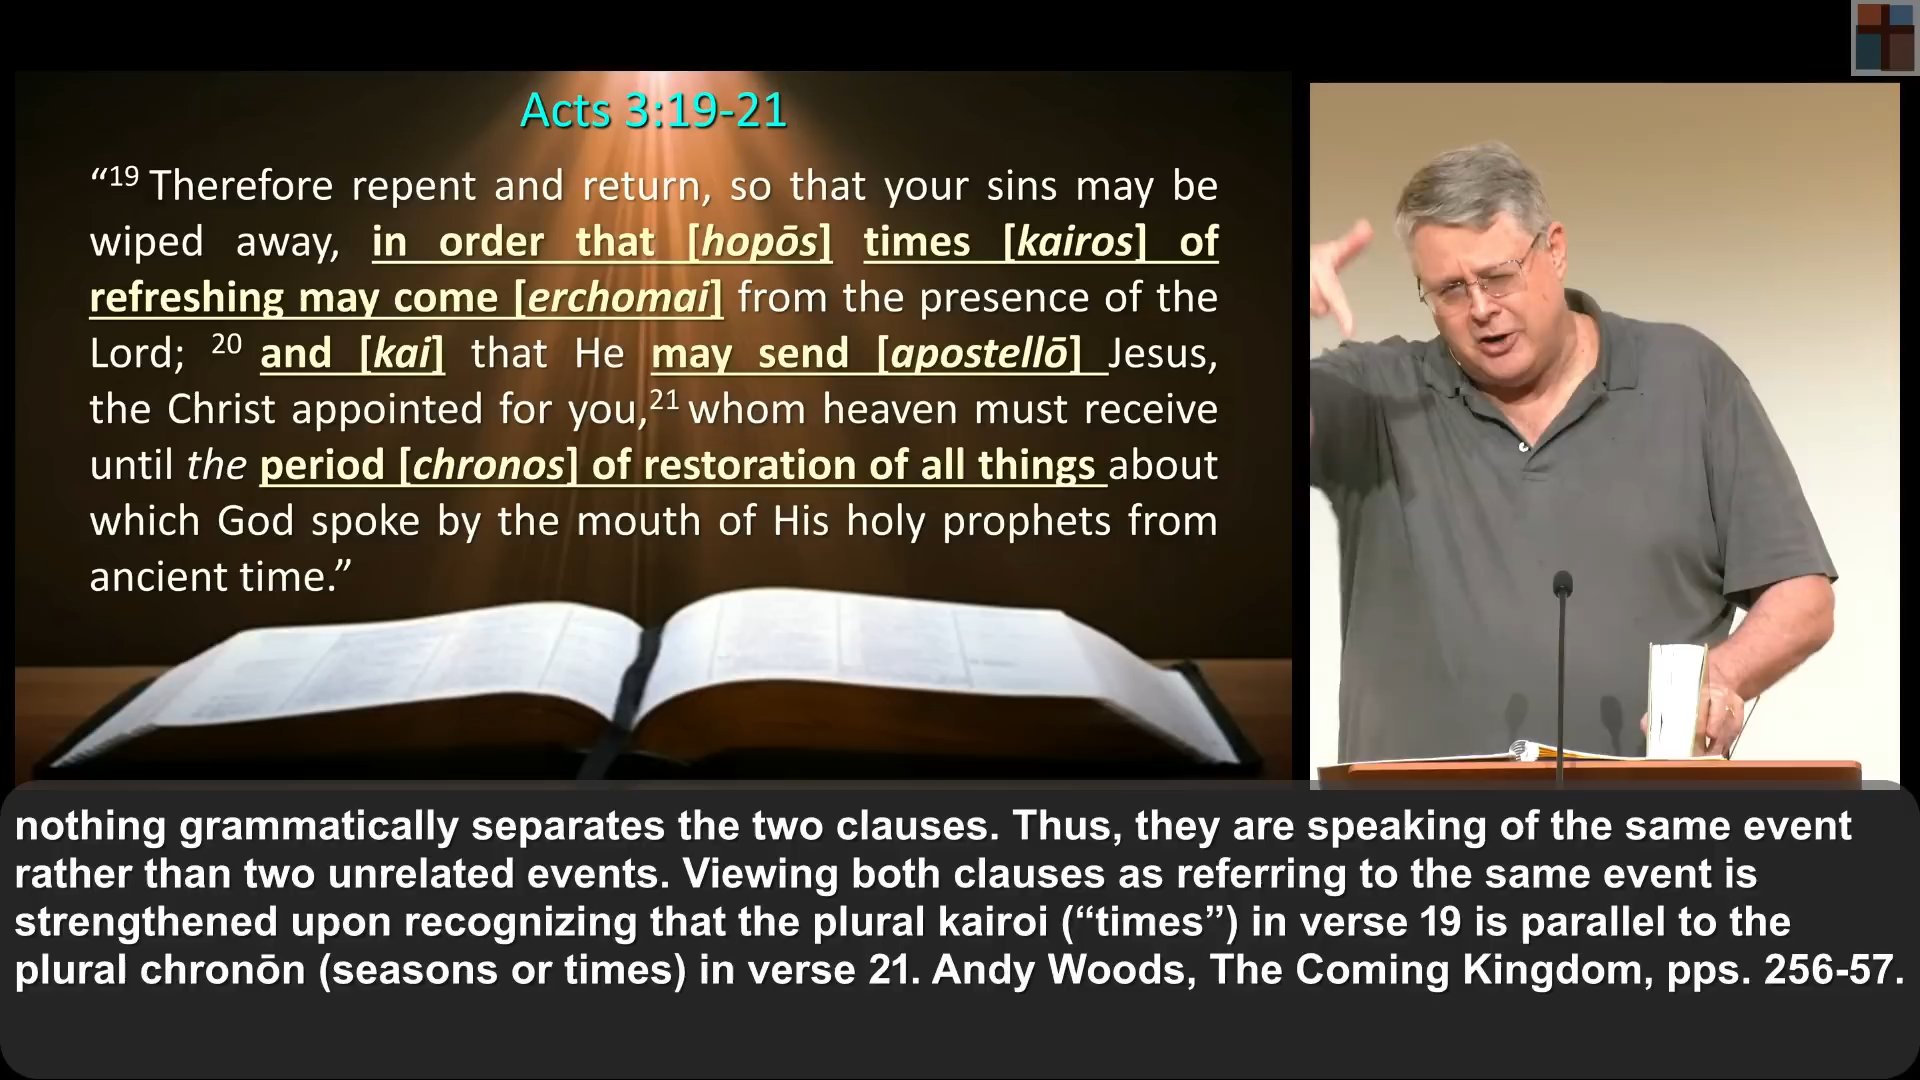 Acts 3:19-21
“19 Therefore repent and return, so that your sins may be
wiped away, in order that [hopōs] times [kairos] of
refreshing may come [erchomai] from the presence of the
Lord; 20 and [kai] that He may send [apostellō] Jesus,
the Christ appointed for you,21 whom heaven must receive
until the period [chronos] of restoration of all things about
which God spoke by the mouth of His holy prophets from
ancient time.”
nothing grammatically separates the two clauses. Thus, they are speaking of the same event
rather than two unrelated events. Viewing both clauses as referring to the same event is
strengthened upon recognizing that the plural kairoi (“times”) in verse 19 is parallel to the
plural chronōn (seasons or times) in verse 21. Andy Woods, The Coming Kingdom, pps. 256-57.